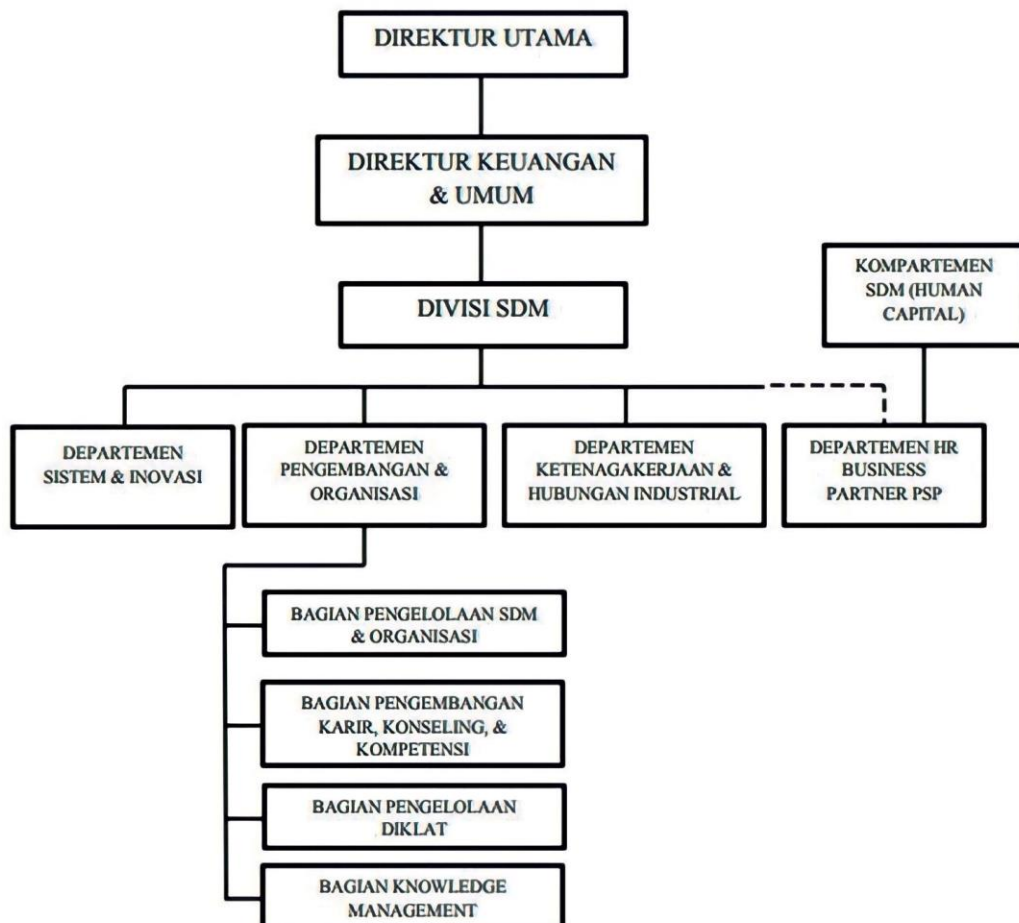 DIREKTUR UTAMA
DIREKTUR KEUANGAN
& UMUM
DIVISI SDM
KOMPARTEMEN
SDM (HUMAN
CAPITAL)
DEPARTEMEN
SISTEM & INOVASI
DEPARTEMEN
PENGEMBANGAN &
ORGANISASI
DEPARTEMEN
KETENAGAKERJAAN &
HUBUNGAN INDUSTRIAL
DEPARTEMEN HR
BUSINESS
PARTNER PSP
BAGIAN PENGELOLAAN SDM
& ORGANISASI
BAGIAN PENGEMBANGAN
KARIR, KONSELING, &
KOMPETENSI
BAGIAN PENGELOLAAN
DIKLAT
BAGIAN KNOWLEDGE
MANAGEMENT